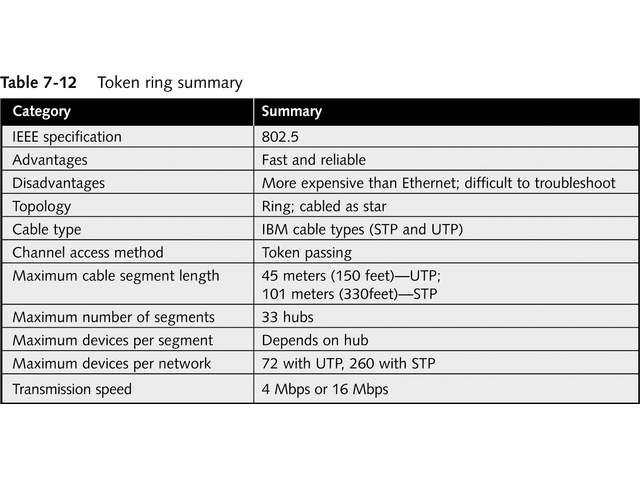 Table 7-12 Token ring summary
Category Summary
IEEE specification 802.5
Advantages Fast and reliable
Disadvantages More expensive than Ethernet; difficult to troubleshoot
Topology Ring; cabled as star
Cable type IBM cable types (STP and UTP)
Channel access method Token passing
Maximum cable segment length 45 meters (150 feet)—UTP;
101 meters (330feet)—STP
Maximum number of segments 33 hubs
Maximum devices per segment Depends on hub
Maximum devices per network 72 with UTP, 260 with STP
Transmission speed 4 Mbps or 16 Mbps